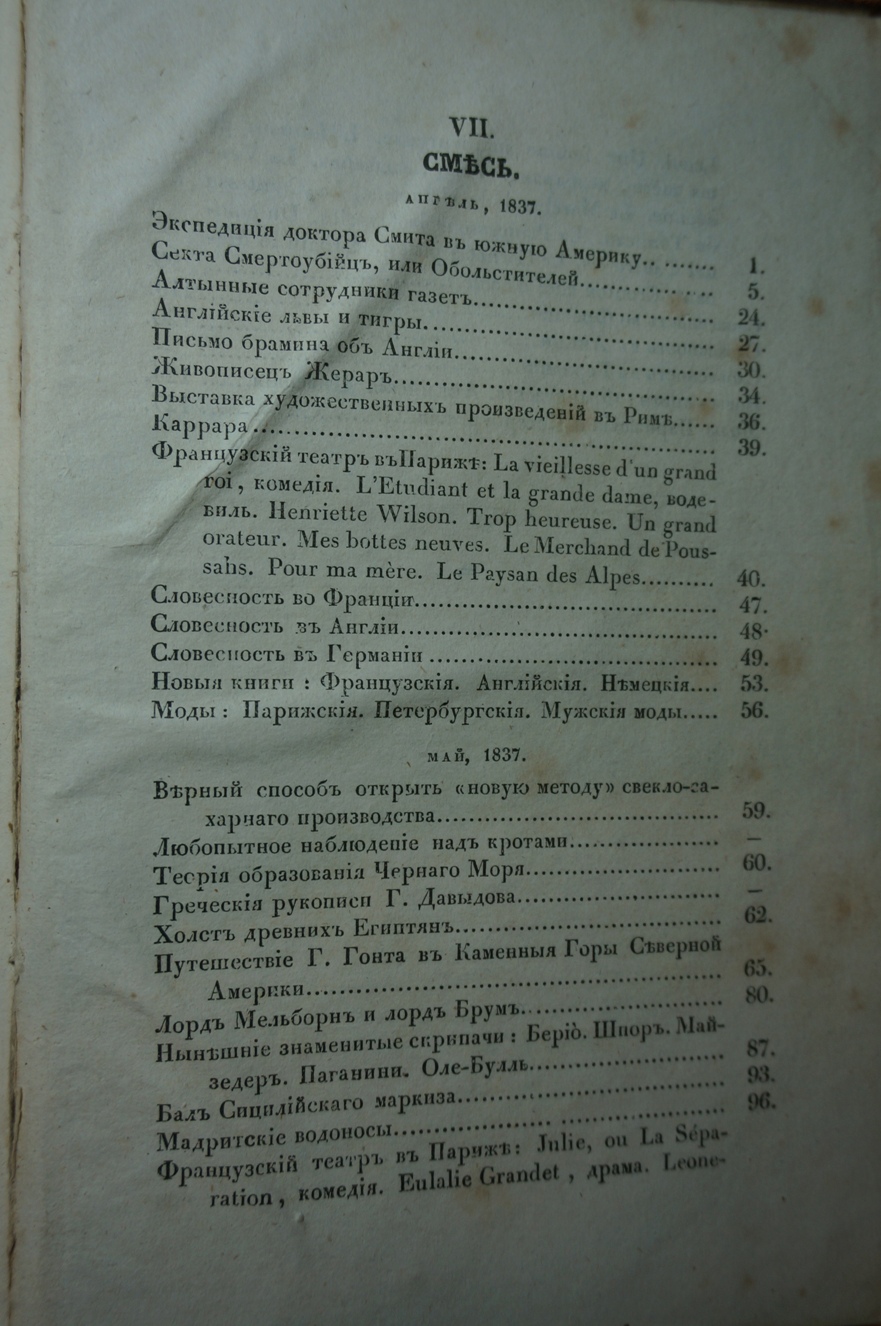 VII.
СМѢСЬ.
АПРѢЛЬ, 1837.
Экспедиція доктора Смита въ южную Америку.. ....... 1.
Секта Смертоубійцъ, или Обольстителей................ 5.
Алтынные сотрудники газетъ.............................. 24.
Англійскіе львы и тигры.................................... 27.
Письмо брамина объ Англіи................................ 30.
Живописецъ Жераръ........................................ 34.
Выставка художественныхъ произведеній въ Римѣ...... 36.
Каррара...................................................... 39.
Французскій театръ въПарижѣ: La vieillesse d'un grand
roi, комедія. L'Etudiant et la grande dame, воде-
виль. Henriette Wilson. Trop heureuse. Un grand
orateur. Mes bottes neuves. Le Merchand de Pous-
sahs. Pour ma mère. Le Paysan des Alpes.......... 40.
Словесность во Франціи.................................... 47.
Словесность въ Англіи...................................... 48.
Словесность въ Германіи .................................. 49.
Новыя книги : Французскія. Англійскія. Нѣмецкія.... 53.
Моды : Парижскія. Петербургскія. Мужскія моды..... 56.
МАЙ, 1837.
Вѣрный способъ открыть «новую методу» свекло-са-
харнаго производства.................................... 59.
Любопытное наблюденіе надъ кротами.................. —
Теорія образованія Чернаго Моря........................ 60.
Греческія рукописи Г. Давыдова.......................... —
Холстъ древнихъ Египтянъ................................ 62.
Путешествіе Г. Гонта въ Каменныя Горы Сѣверной
Америки.................................................. 65.
Лордъ Мельборнъ и лордъ Брумъ........................ 80.
Нынѣшніе знаменитые скрипачи : Беріо. Шпоръ. Май-
зедеръ. Паганини. Оле-Булль........................ 87.
Балъ Сицилійскаго маркиза................................ 93.
Мадритскіе водоносы...................................... 96.
Французскій театръ въ Парижѣ: Julie, ou La Sépa-
ration, комедія. Eulalie Grandet, драма. Leone-